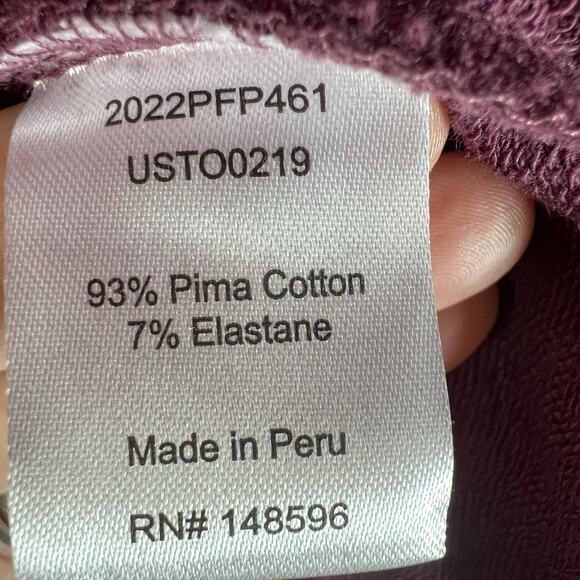 2022PFP461
USTO0219
93% Pima Cotton
7% Elastane
Made in Peru
RN# 148596